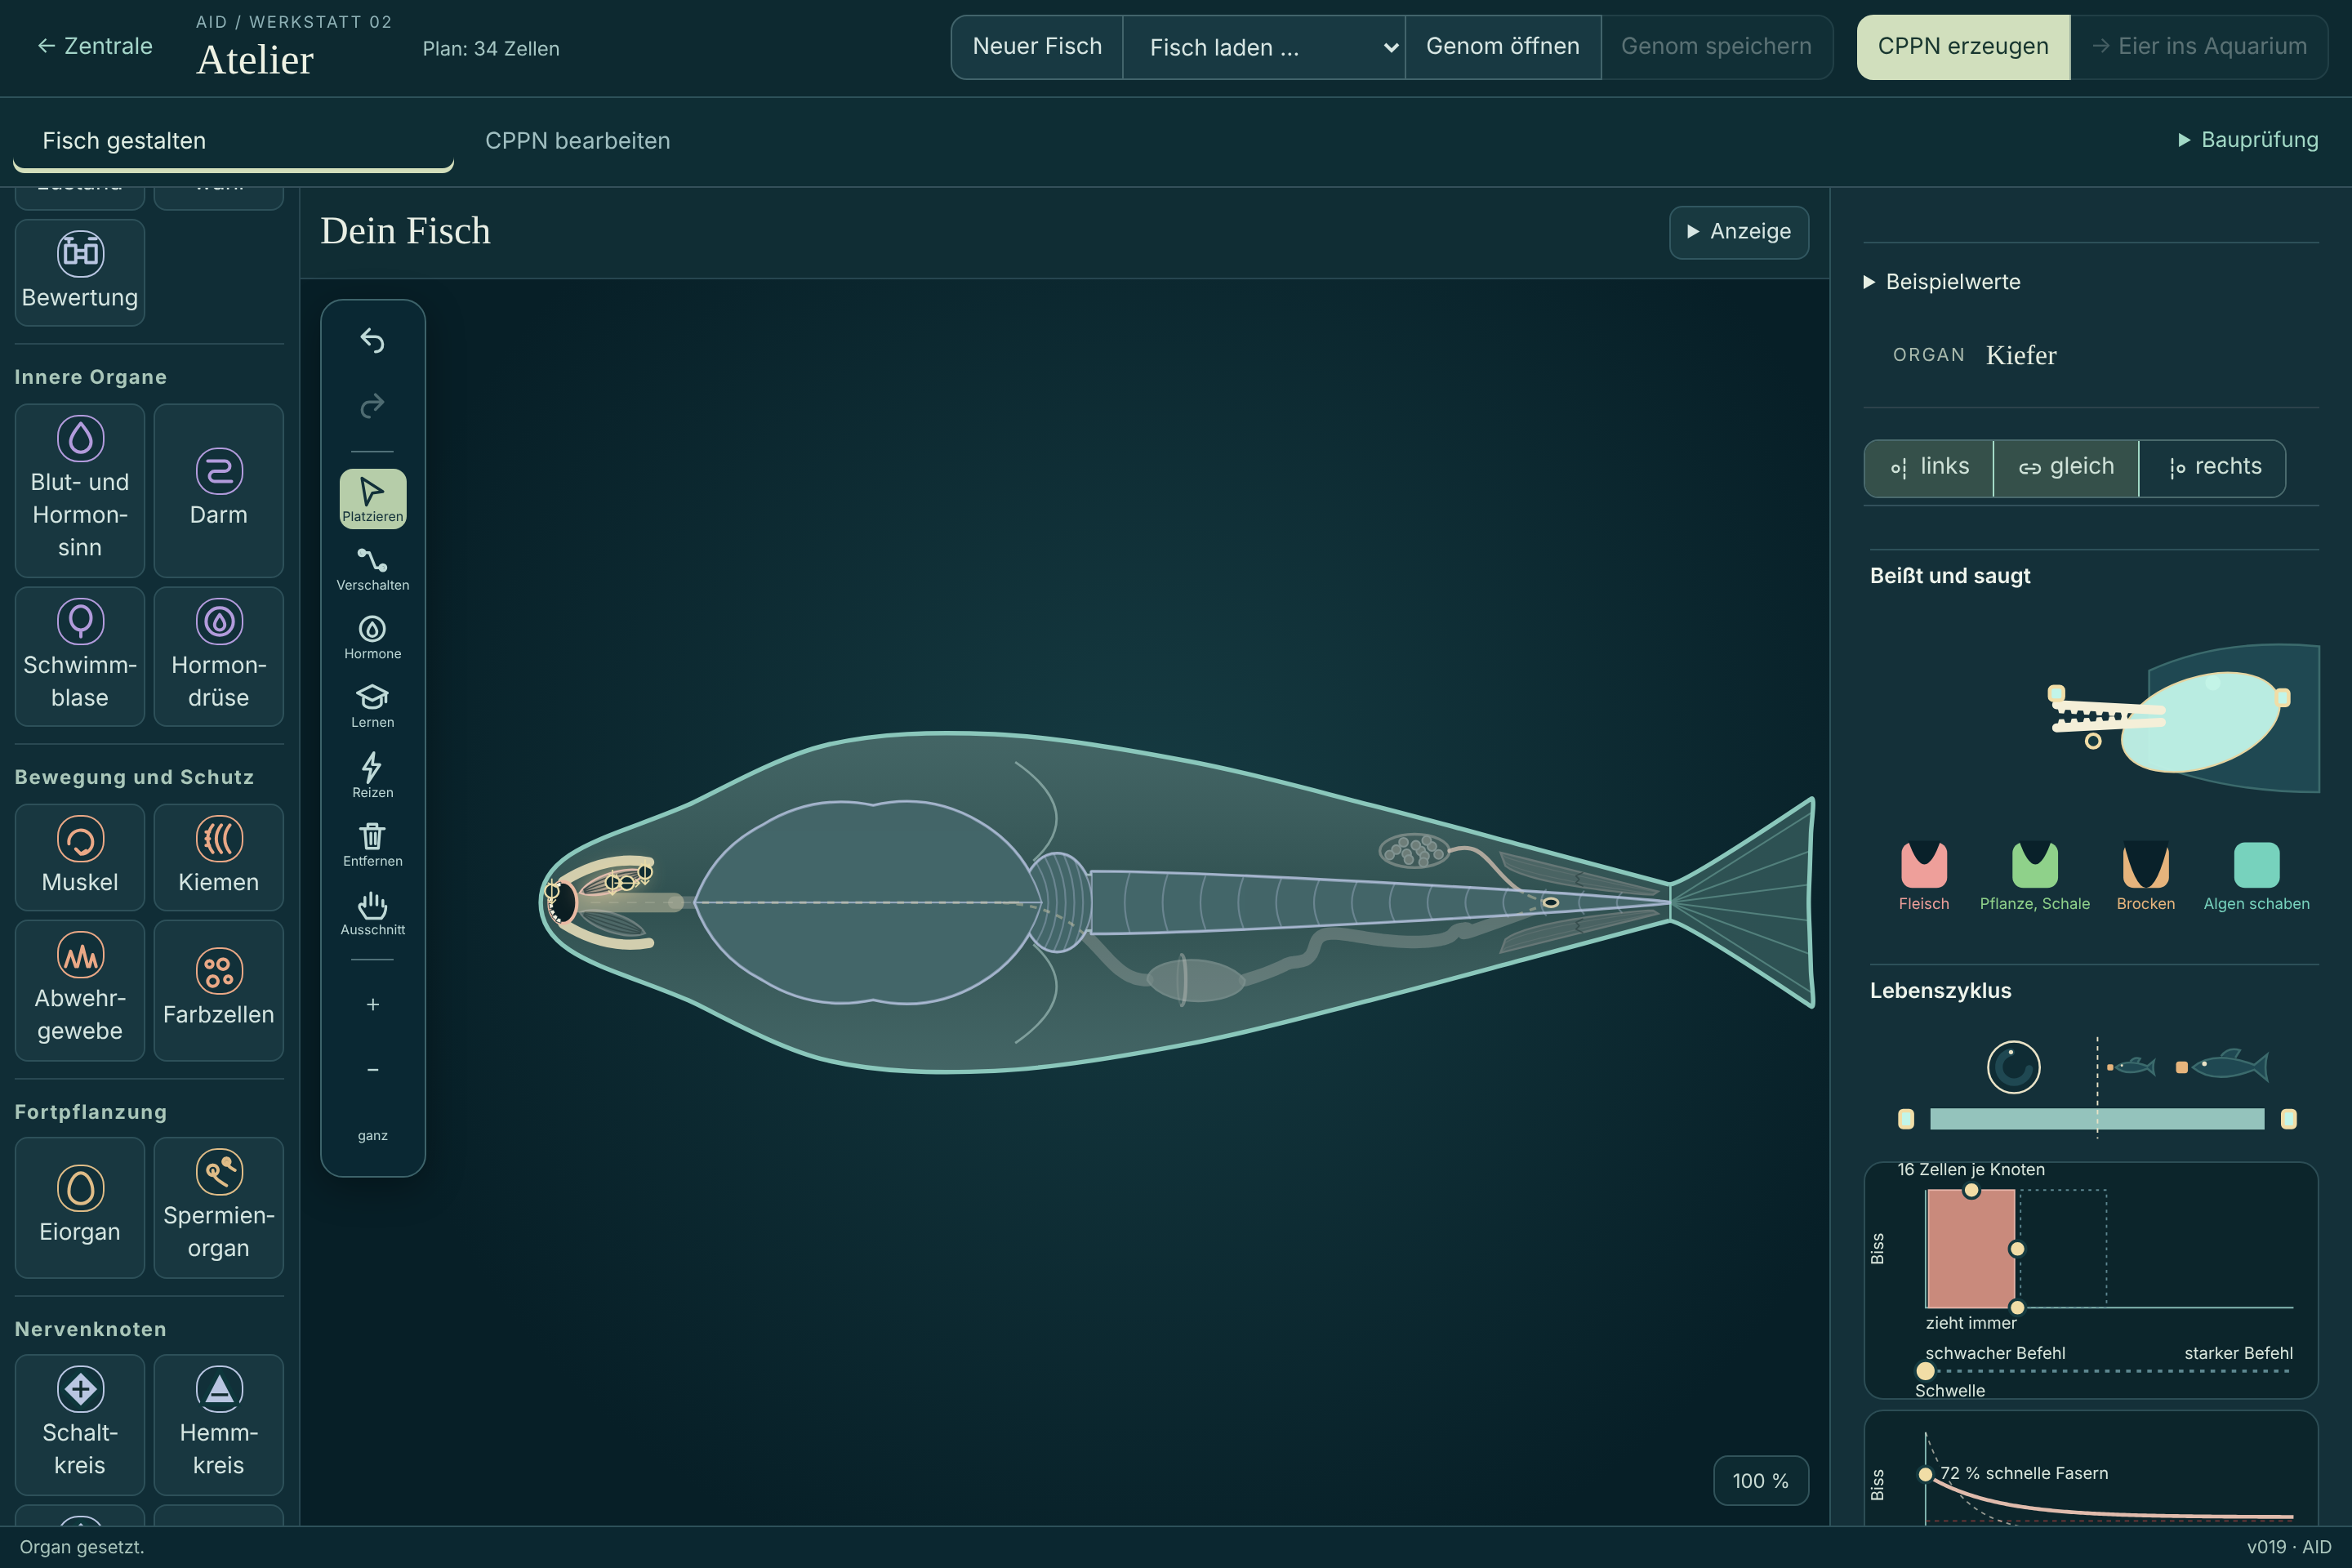 ← Zentrale
AID / WERKSTATT 02
Atelier
Plan: 34 Zellen
Neuer Fisch
Fisch laden ...
Genom öffnen
Genom speichern
CPPN erzeugen
→ Eier ins Aquarium
Fisch gestalten
CPPN bearbeiten
Bauprüfung
Bewertung
Innere Organe
Blut- und
Hormon-
sinn
Darm
Schwimm-
blase
Hormon-
drüse
Bewegung und Schutz
Muskel
Kiemen
Abwehr-
gewebe
Farbzellen
Fortpflanzung
Eiorgan
Spermien-
organ
Nervenknoten
Schalt-
kreis
Hemm-
kreis
Dein Fisch
Anzeige
Platzieren
Verschalten
Hormone
Lernen
Reizen
Entfernen
Ausschnitt
+
−
ganz
100 %
Beispielwerte
ORGAN Kiefer
links
gleich
rechts
Beißt und saugt
Fleisch
Pflanze, Schale
Brocken
Algen schaben
Lebenszyklus
16 Zellen je Knoten
Biss
zieht immer
schwacher Befehl
starker Befehl
Schwelle
72 % schnelle Fasern
Biss
Organ gesetzt.
v019 · AID